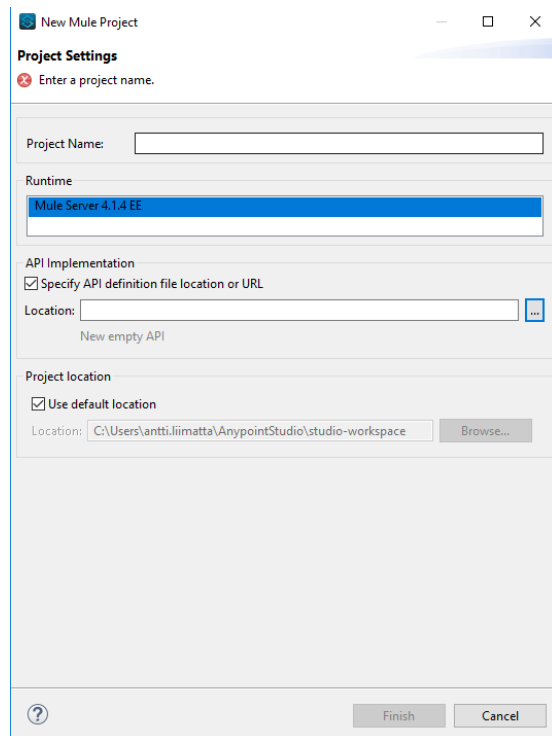 New Mule Project
Project Settings
Enter a project name.
Project Name:
Runtime
Mule Server 4.1.4 EE
API Implementation
Specify API definition file location or URL
Location: ...
New empty API
Project location
Use default location
Location: C:\Users\antti.liimatta\AnypointStudio\studio-workspace Browse...
? Finish Cancel